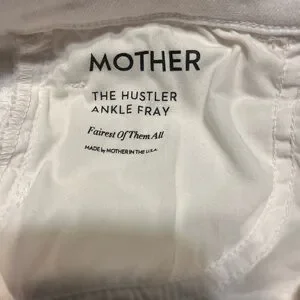 MOTHER
THE HUSTLER
ANKLE FRAY
Fairest Of Them All
MADE by MOTHER IN THE U.S.A.